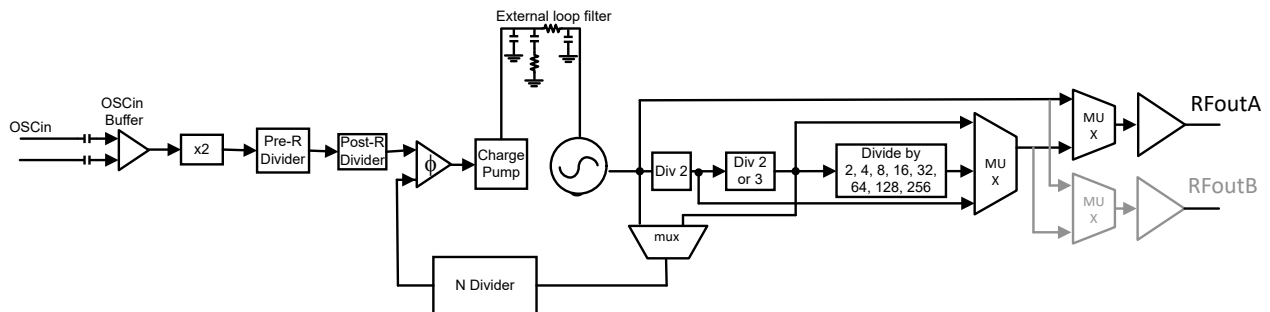 External loop filter
OSCin
OSCin
Buffer
x2
Pre-R
Divider
Post-R
Divider
ϕ
Charge
Pump
Div 2
Div 2
or 3
Divide by
2, 4, 8, 16, 32,
64, 128, 256
MU
X
MU
X
RFoutA
MU
X
RFoutB
mux
N Divider